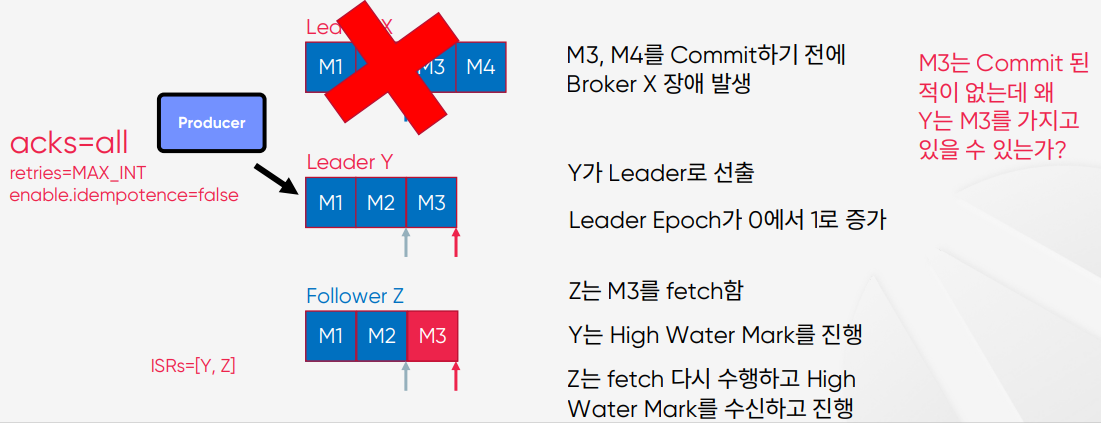 Lea X
M1
M3
M4
M3, M4를 Commit하기 전에
Broker X 장애 발생
M3는 Commit 된
적이 없는데 왜
Y는 M3를 가지고
있을 수 있는가?
Producer
acks=all
retries=MAX_INT
enable.idempotence=false
Leader Y
M1 M2 M3
Y가 Leader로 선출
Leader Epoch가 0에서 1로 증가
Follower Z
M1 M2 M3
ISRs=[Y, Z]
Z는 M3를 fetch함
Y는 High Water Mark를 진행
Z는 fetch 다시 수행하고 High
Water Mark를 수신하고 진행